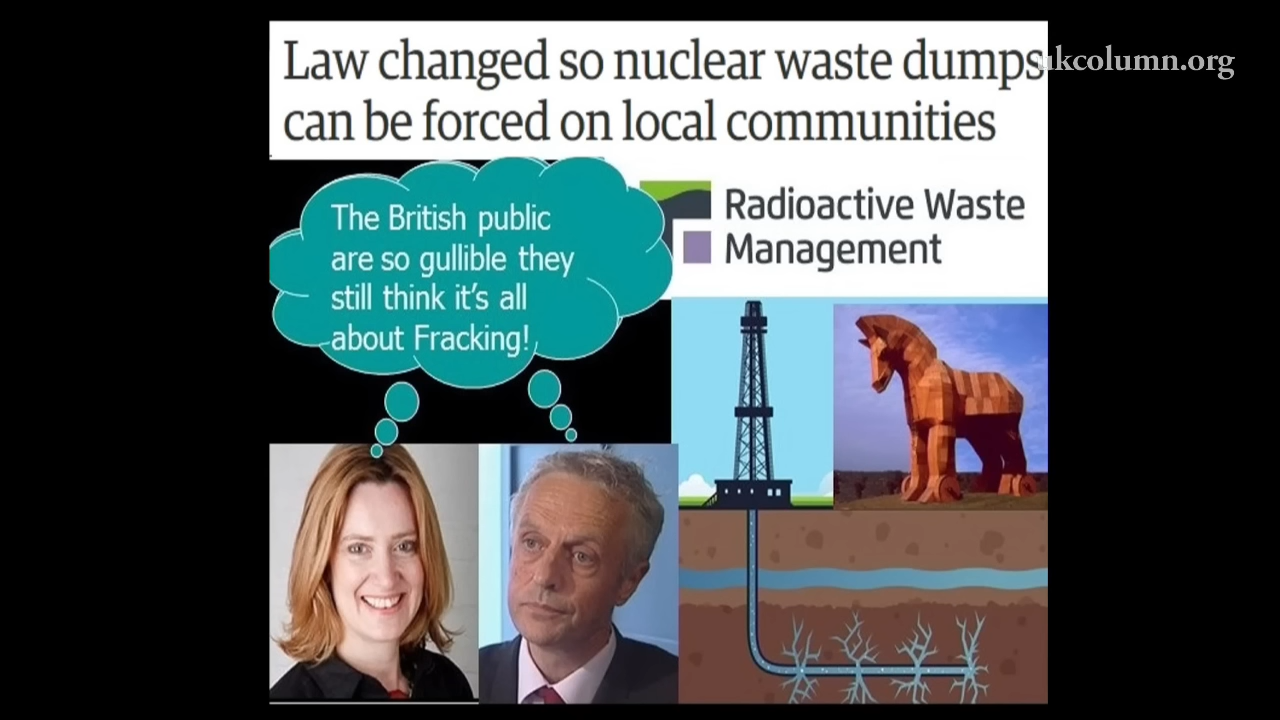 Law changed so nuclear waste dumps
can be forced on local communities
ukcolumn.org
The British public
are so gullible they
still think it's all
about Fracking!
Radioactive Waste
Management